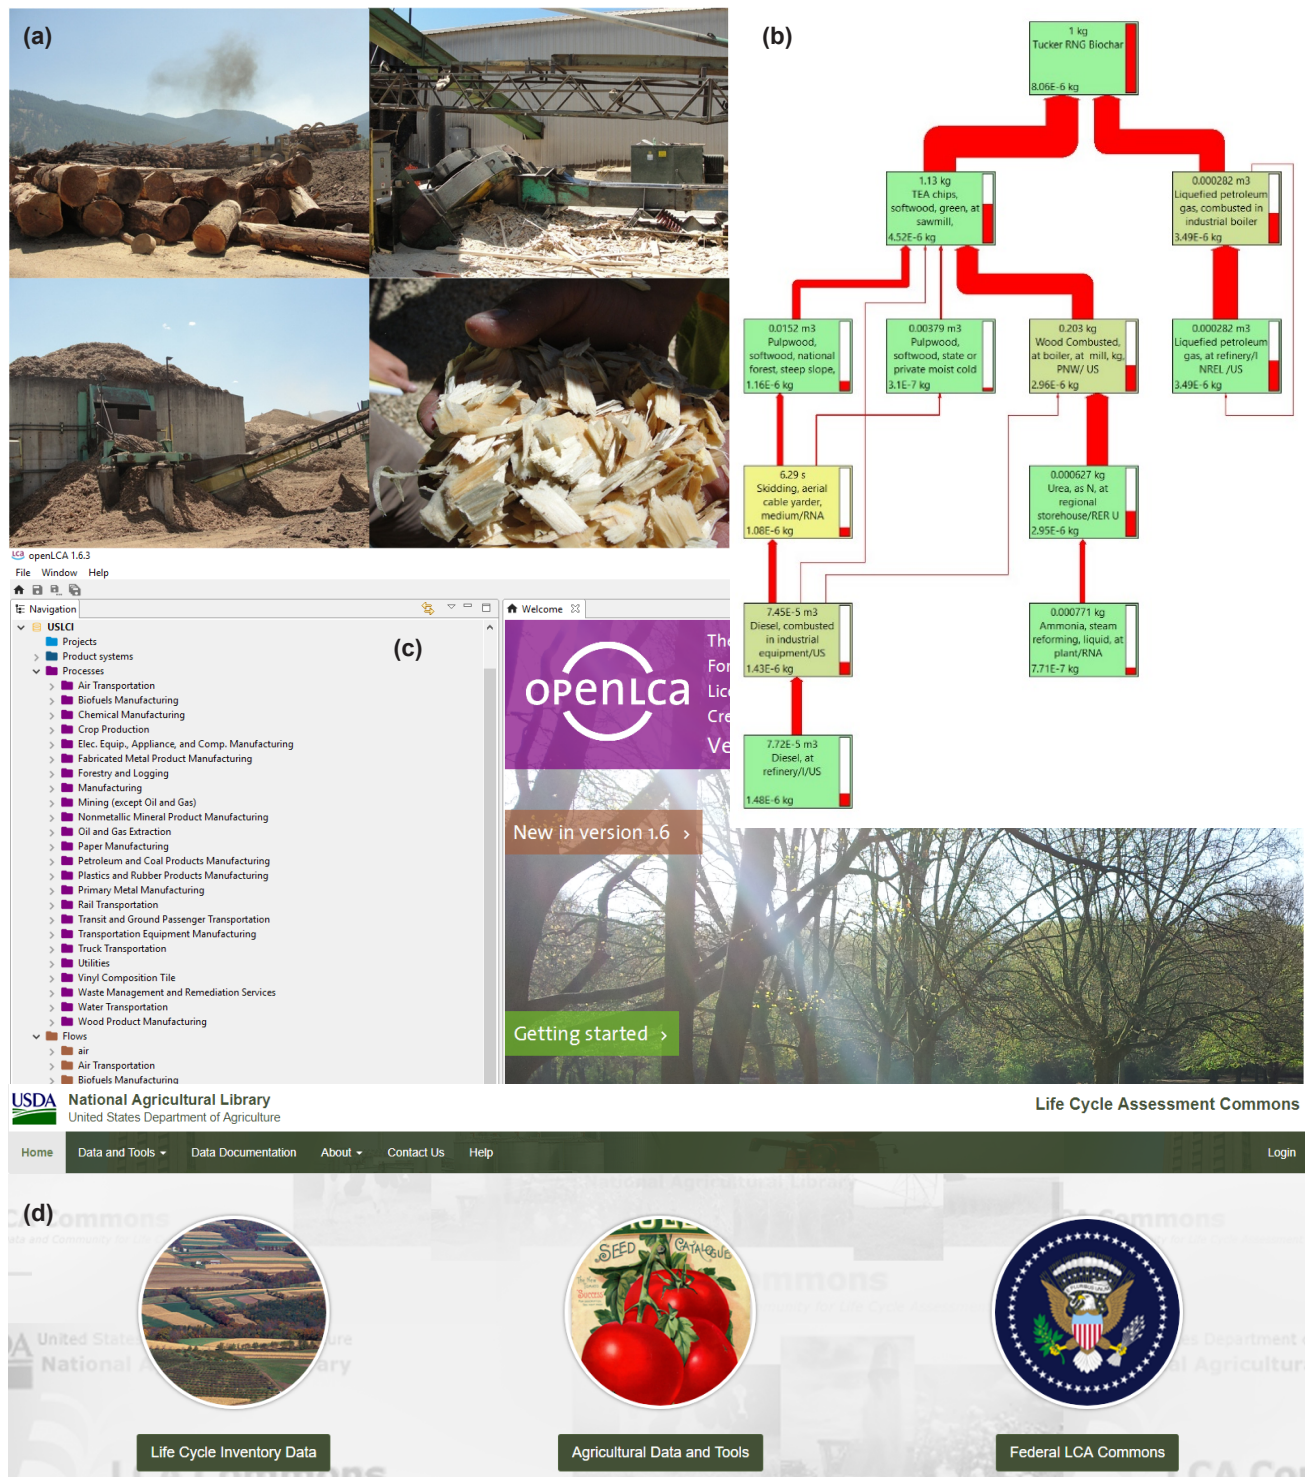 (a)
(b)
1 kg
Tucker RNG Biochar
8.06E-6 kg
1.13 kg
TEA chips,
softwood, green, at
sawmill,
4.52E-6 kg
0.000282 m3
Liquefied petroleum
gas, combusted in
industrial boiler
3.49E-6 kg
0.0152 m3
Pulpwood,
softwood, national
forest, steep slope,
1.16E-6 kg
0.00379 m3
Pulpwood,
softwood, state or
private moist cold
3.1E-7 kg
0.203 kg
Wood Combusted,
at boiler, at mill, kg,
PNW/ US
2.96E-6 kg
0.000282 m3
Liquefied petroleum
gas, at refinery/l
NREL /US
3.49E-6 kg
6.29 s
Skidding, aerial
cable yarder,
medium/RNA
1.08E-6 kg
0.000627 kg
Urea, as N, at
regional
storehouse/RER U
2.95E-6 kg
7.45E-5 m3
Diesel, combusted
in industrial
equipment/US
1.43E-6 kg
0.000771 kg
Ammonia, steam
reforming, liquid, at
plant/RNA
7.71E-7 kg
7.72E-5 m3
Diesel, at
refinery/l/US
1.48E-6 kg
LCA openLCA 1.6.3
File Window Help
Navigation
Welcome
(c)
USLCI
Projects
Product systems
Processes
Air Transportation
Biofuels Manufacturing
Chemical Manufacturing
Crop Production
Elec. Equip., Appliance, and Comp. Manufacturing
Fabricated Metal Product Manufacturing
Forestry and Logging
Manufacturing
Mining (except Oil and Gas)
Nonmetallic Mineral Product Manufacturing
Oil and Gas Extraction
Paper Manufacturing
Petroleum and Coal Products Manufacturing
Plastics and Rubber Products Manufacturing
Primary Metal Manufacturing
Rail Transportation
Transit and Ground Passenger Transportation
Transportation Equipment Manufacturing
Truck Transportation
Utilities
Vinyl Composition Tile
Waste Management and Remediation Services
Water Transportation
Wood Product Manufacturing
Flows
air
Air Transportation
Biofuels Manufacturing
openLca
The
For
Lice
Cre
Ve
New in version 1.6 >
Getting started >
USDA
National Agricultural Library
United States Department of Agriculture
Life Cycle Assessment Commons
Home
Data and Tools
Data Documentation
About
Contact Us
Help
Login
(d)
SEED CATALOGUE
Life Cycle Inventory Data
Agricultural Data and Tools
Federal LCA Commons